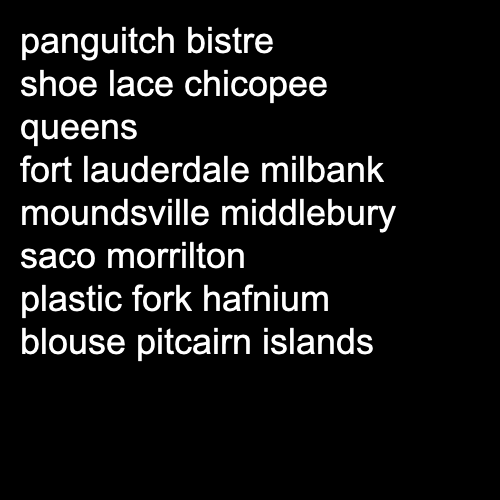 panguitch bistre
shoe lace chicopee
queens
fort lauderdale milbank
moundsville middlebury
saco morrilton
plastic fork hafnium
blouse pitcairn islands